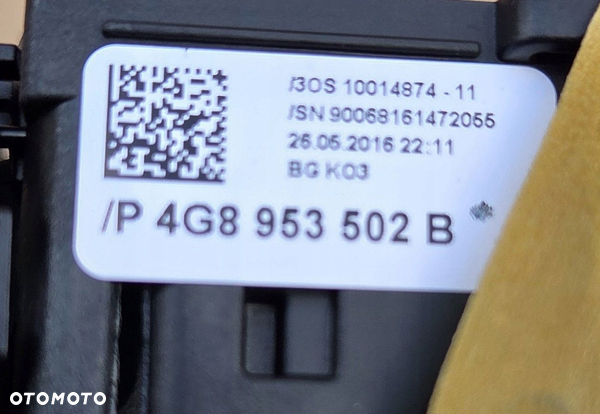 /3OS 10014874 - 11
/SN 90068161472055
26.05.2016 22:11
BG K03
/P 4G8 953 502 B
OTOMOTO